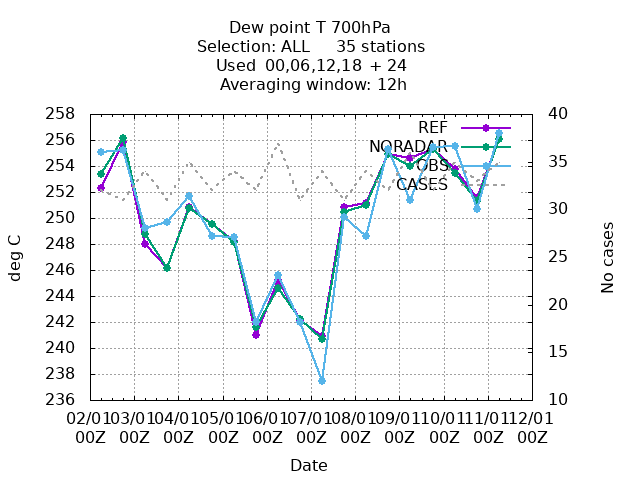 Dew point T 700hPa
Selection: ALL     35 stations
Used  00,06,12,18 + 24
Averaging window: 12h
258
256
254
252
250
248
246
244
242
240
238
236
40
35
30
25
20
15
10
deg C
No cases
REF
NORADAR
OBS
CASES
02/01 03/01 04/01 05/01 06/01 07/01 08/01 09/01 10/01 11/01 12/01
00Z 00Z 00Z 00Z 00Z 00Z 00Z 00Z 00Z 00Z 00Z
Date